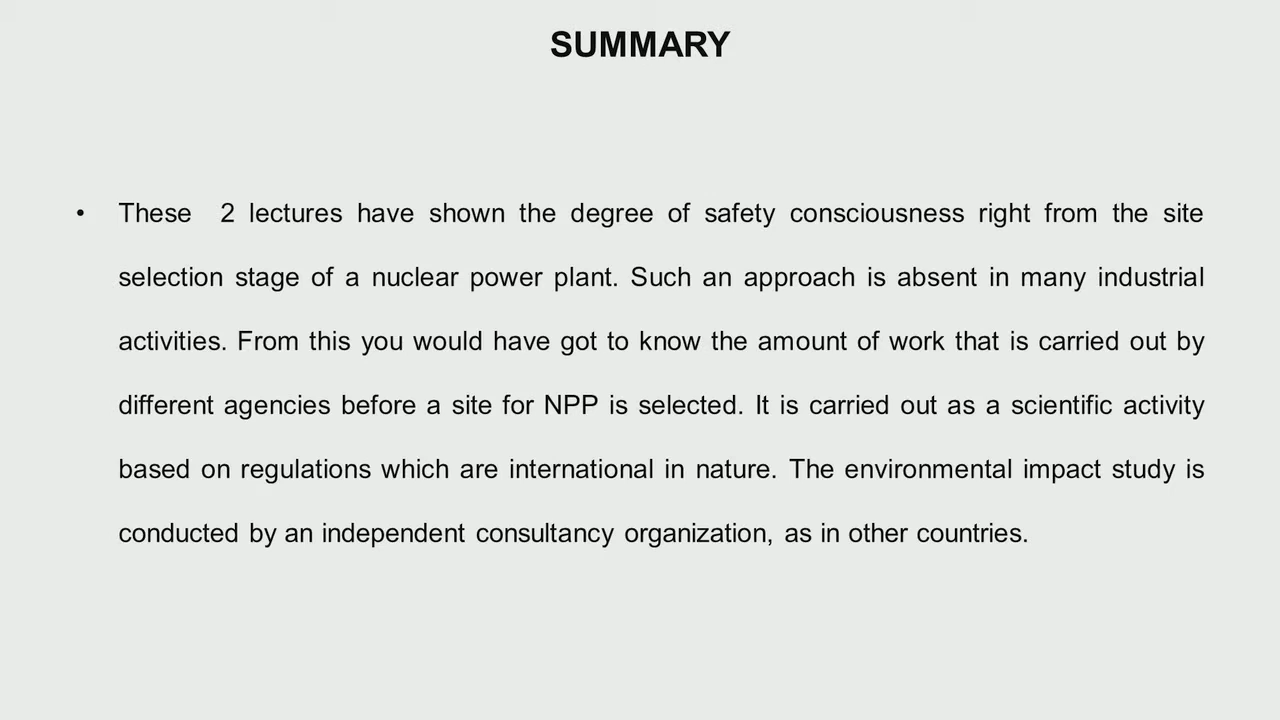 SUMMARY
• These 2 lectures have shown the degree of safety consciousness right from the site
selection stage of a nuclear power plant. Such an approach is absent in many industrial
activities. From this you would have got to know the amount of work that is carried out by
different agencies before a site for NPP is selected. It is carried out as a scientific activity
based on regulations which are international in nature. The environmental impact study is
conducted by an independent consultancy organization, as in other countries.